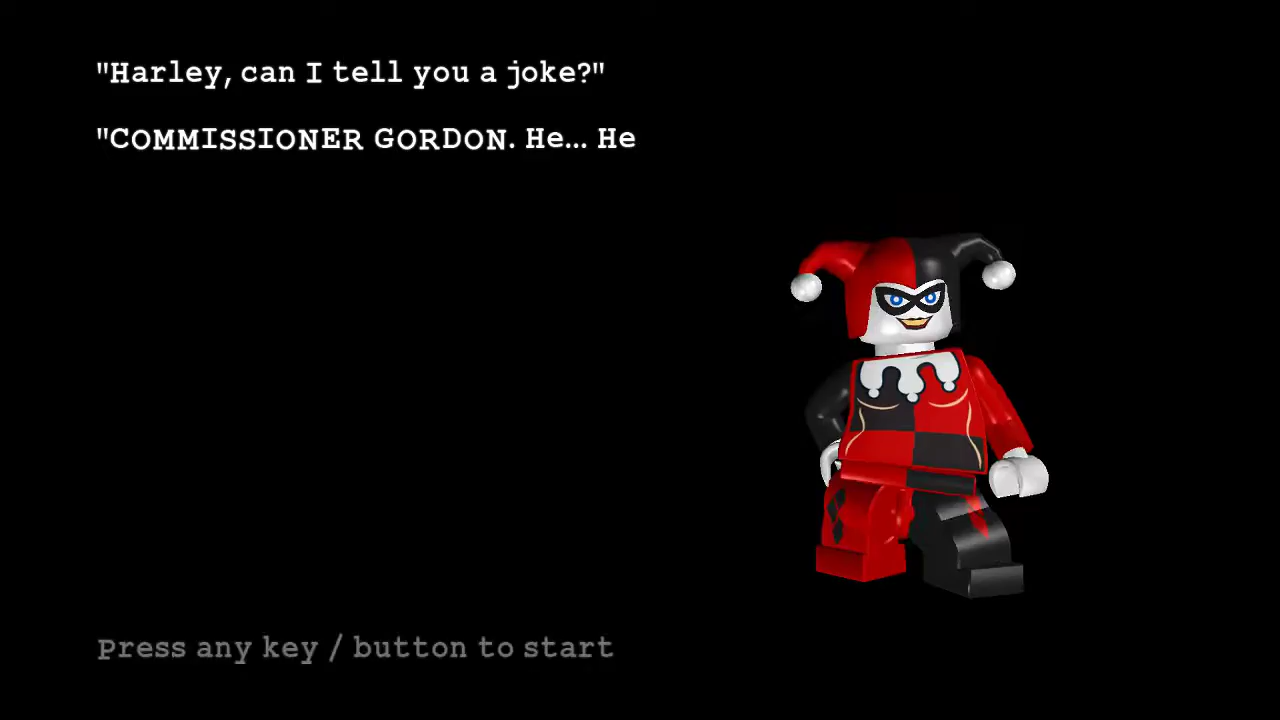 "Harley, can I tell you a joke?"
"COMMISSIONER GORDON. He... He
Press any key / button to start